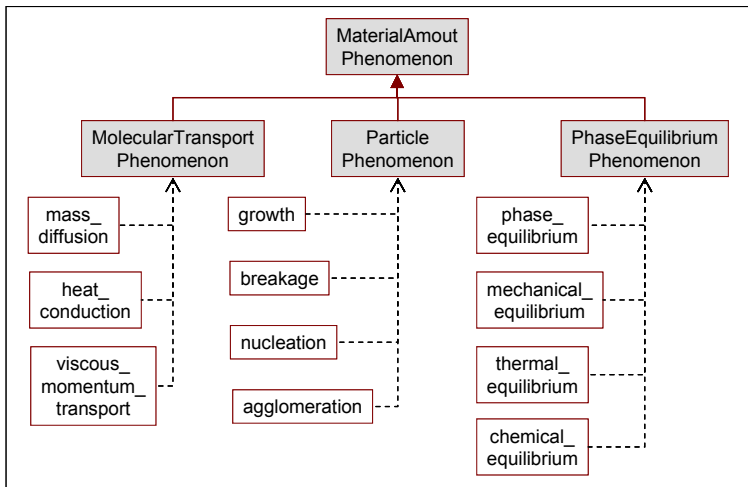 MaterialAmout
Phenomenon
MolecularTransport
Phenomenon
Particle
Phenomenon
PhaseEquilibrium
Phenomenon
mass_
diffusion
heat_
conduction
viscous_
momentum_
transport
growth
breakage
nucleation
agglomeration
phase_
equilibrium
mechanical_
equilibrium
thermal_
equilibrium
chemical_
equilibrium